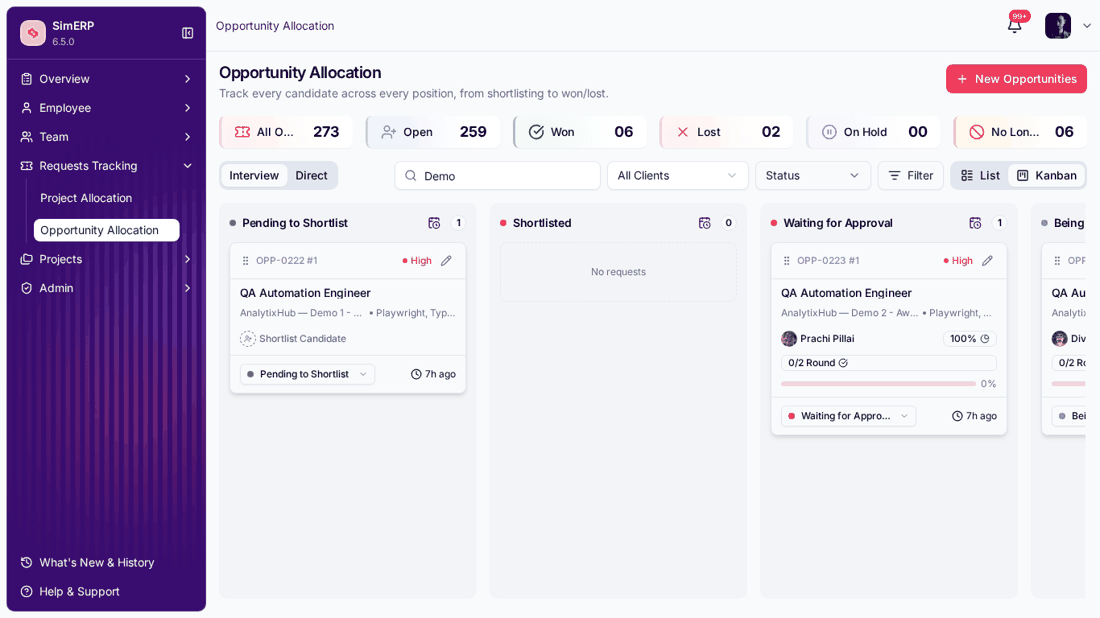 SimERP
6.5.0
Overview
Employee
Team
Requests Tracking
Project Allocation
Opportunity Allocation
Projects
Admin
What's New & History
Help & Support
Opportunity Allocation
99+
Opportunity Allocation
Track every candidate across every position, from shortlisting to won/lost.
+ New Opportunities
All O... 273
Open 259
Won 06
Lost 02
On Hold 00
No Lon... 06
Interview Direct
Demo
All Clients
Status
Filter
List Kanban
Pending to Shortlist 1
OPP-0222 #1 High
QA Automation Engineer
AnalytixHub — Demo 1 - ... • Playwright, Typ...
Shortlist Candidate
Pending to Shortlist 7h ago
Shortlisted 0
No requests
Waiting for Approval 1
OPP-0223 #1 High
QA Automation Engineer
AnalytixHub — Demo 2 - Aw... • Playwright, ...
Prachi Pillai 100%
0/2 Round
0%
Waiting for Appro... 7h ago
Being
OPP
QA Au
Analytix
Div
0/2 Ro
Bei